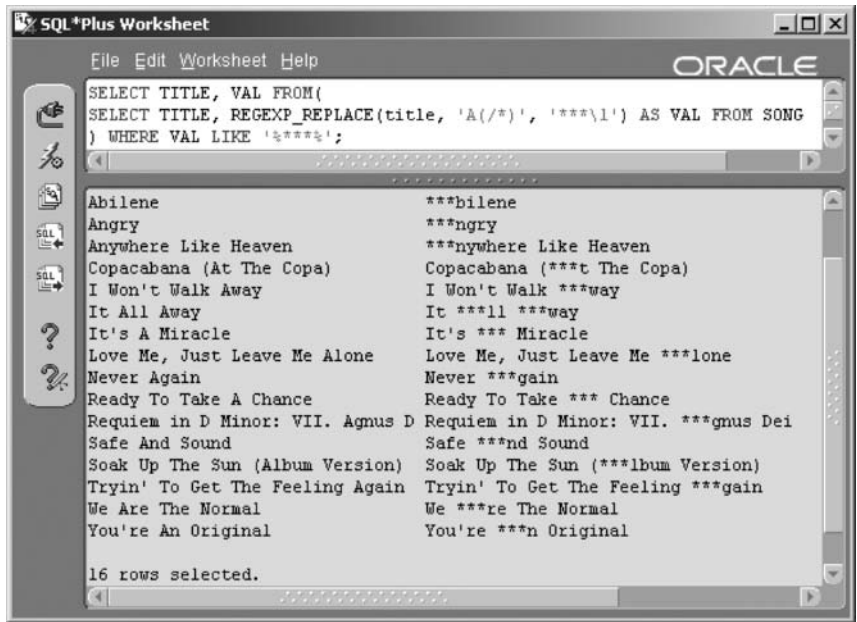 SQL*Plus Worksheet
File Edit Worksheet Help
ORACLE
SELECT TITLE, VAL FROM(
SELECT TITLE, REGEXP_REPLACE(title, 'A(/*)', '***\1') AS VAL FROM SONG
) WHERE VAL LIKE '%***%';
Abilene ***bilene
Angry ***ngry
Anywhere Like Heaven ***nywhere Like Heaven
Copacabana (At The Copa) Copacabana (***t The Copa)
I Won't Walk Away I Won't Walk ***way
It All Away It ***ll ***way
It's A Miracle It's *** Miracle
Love Me, Just Leave Me Alone Love Me, Just Leave Me ***lone
Never Again Never ***gain
Ready To Take A Chance Ready To Take *** Chance
Requiem in D Minor: VII. Agnus D Requiem in D Minor: VII. ***gnus Dei
Safe And Sound Safe ***nd Sound
Soak Up The Sun (Album Version) Soak Up The Sun (***lbum Version)
Tryin' To Get The Feeling Again Tryin' To Get The Feeling ***gain
We Are The Normal We ***re The Normal
You're An Original You're ***n Original
16 rows selected.
SQL
SQL